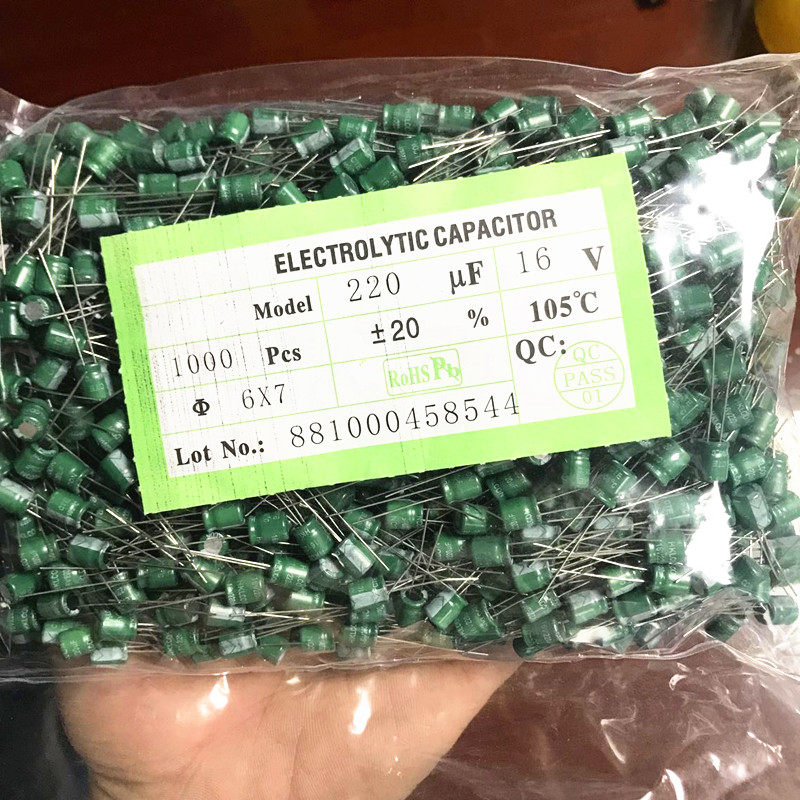 ELECTROLYTIC CAPACITOR
Model 220 μF 16 V
1000 Pcs ±20 % 105℃
Φ 6X7 RoHS Pb QC: QC PASS 01
Lot No.: 881000458544